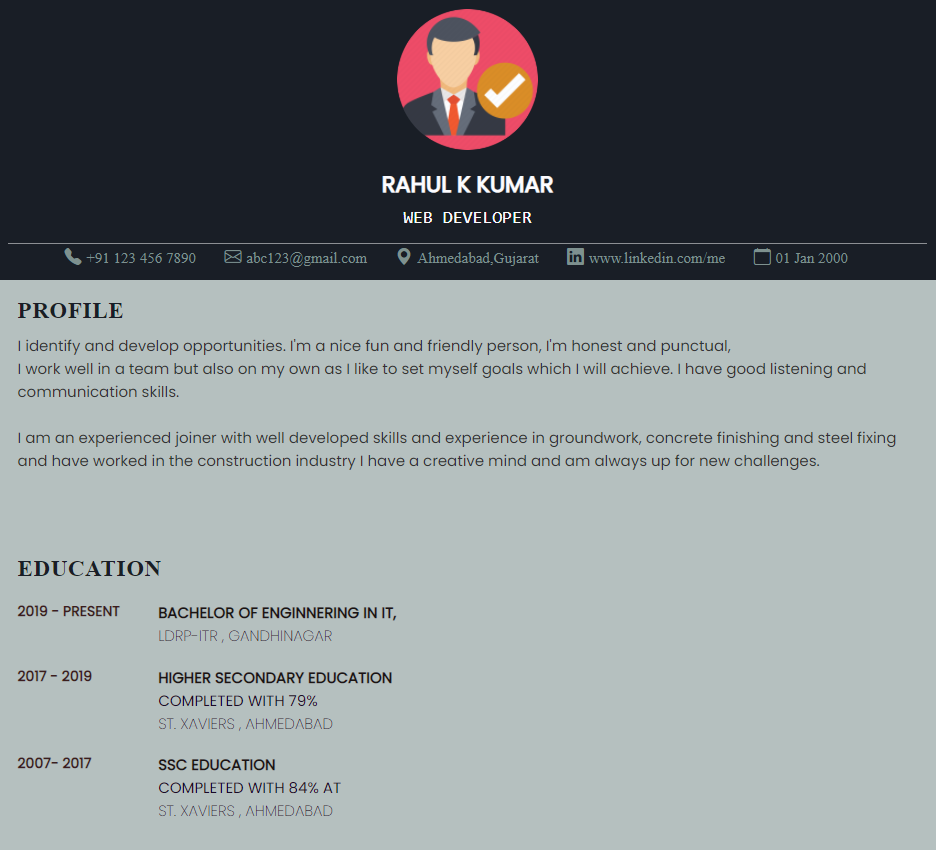 RAHUL K KUMAR
WEB DEVELOPER
+91 123 456 7890 abc123@gmail.com Ahmedabad,Gujarat in www.linkedin.com/me 01 Jan 2000
PROFILE
I identify and develop opportunities. I'm a nice fun and friendly person, I'm honest and punctual,
I work well in a team but also on my own as I like to set myself goals which I will achieve. I have good listening and
communication skills.
I am an experienced joiner with well developed skills and experience in groundwork, concrete finishing and steel fixing
and have worked in the construction industry I have a creative mind and am always up for new challenges.
EDUCATION
2019 - PRESENT BACHELOR OF ENGINNERING IN IT,
LDRP-ITR , GANDHINAGAR
2017 - 2019 HIGHER SECONDARY EDUCATION
COMPLETED WITH 79%
ST. XAVIERS , AHMEDABAD
2007- 2017 SSC EDUCATION
COMPLETED WITH 84% AT
ST. XAVIERS , AHMEDABAD